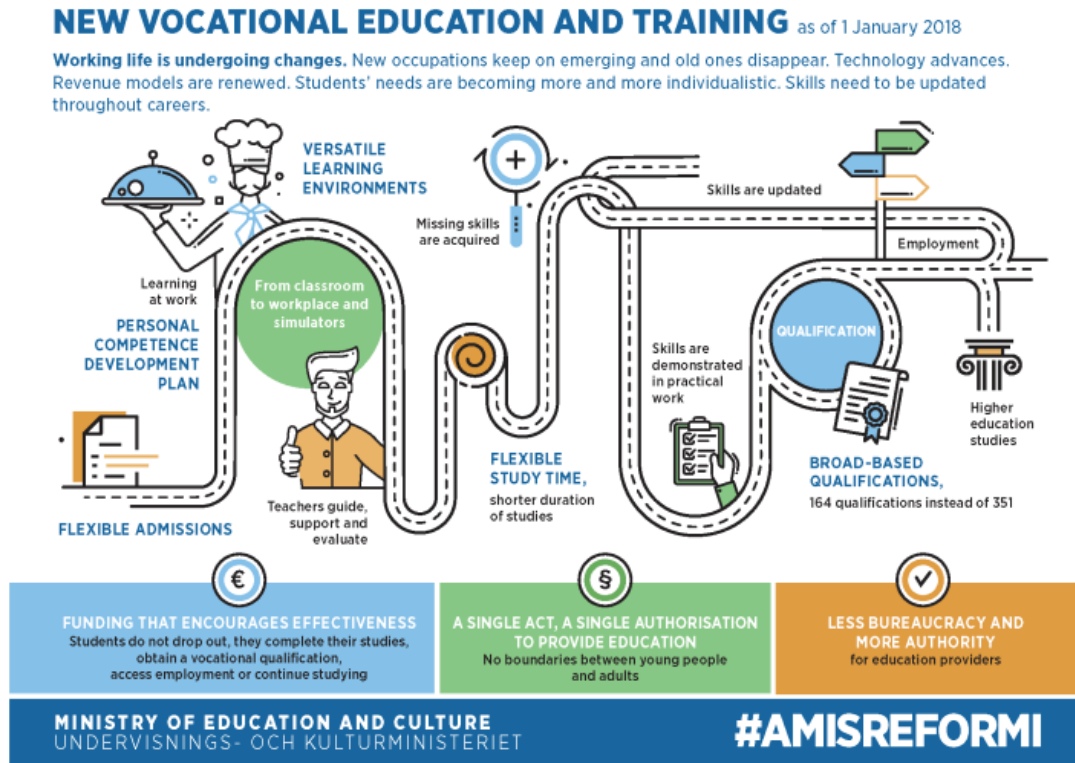 NEW VOCATIONAL EDUCATION AND TRAINING as of 1 January 2018
Working life is undergoing changes. New occupations keep on emerging and old ones disappear. Technology advances.
Revenue models are renewed. Students' needs are becoming more and more individualistic. Skills need to be updated
throughout careers.
VERSATILE
LEARNING
ENVIRONMENTS
Missing skills
are acquired
Skills are updated
Employment
Learning
at work
From classroom
to workplace and
simulators
PERSONAL
COMPETENCE
DEVELOPMENT
PLAN
QUALIFICATION
Skills are
demonstrated
in practical
work
Higher
education
studies
FLEXIBLE
STUDY TIME,
shorter duration
of studies
BROAD-BASED
QUALIFICATIONS,
164 qualifications instead of 351
Teachers guide,
support and
evaluate
FLEXIBLE ADMISSIONS
€
FUNDING THAT ENCOURAGES EFFECTIVENESS
Students do not drop out, they complete their studies,
obtain a vocational qualification,
access employment or continue studying
§
A SINGLE ACT, A SINGLE AUTHORISATION
TO PROVIDE EDUCATION
No boundaries between young people
and adults
LESS BUREAUCRACY AND
MORE AUTHORITY
for education providers
MINISTRY OF EDUCATION AND CULTURE
UNDERVISNINGS- OCH KULTURMINISTERIET
#AMISREFORMI